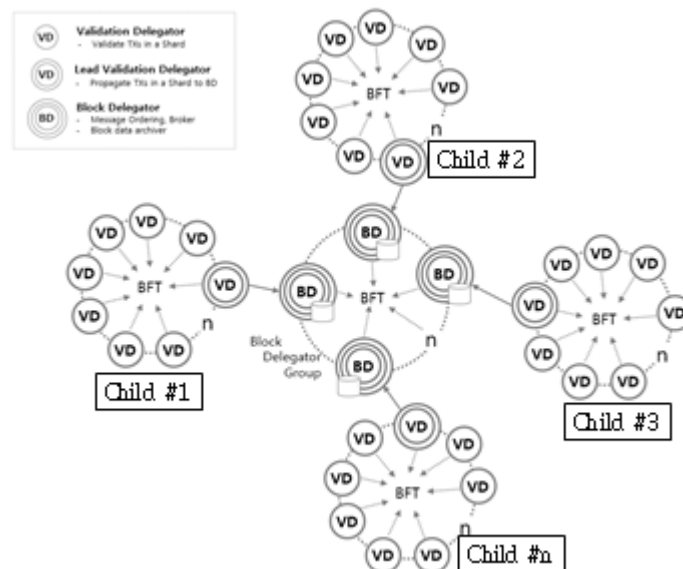 VD
Validation Delegator
- Validate TXs in a Shard
VD
Lead Validation Delegator
- Propagate TXs in a Shard to BD
BD
Block Delegator
- Message Ordering, Broker
- Block data archiver
VD
VD
VD
VD
VD
VD
VD
VD
BFT
n
VD
Child #2
VD
VD
VD
VD
VD
VD
VD
VD
BFT
n
Child #1
BD
BD
BD
BD
BFT
n
Block
Delegator
Group
VD
VD
VD
VD
VD
VD
VD
VD
BFT
n
Child #3
VD
VD
VD
VD
VD
VD
VD
VD
BFT
n
Child #n